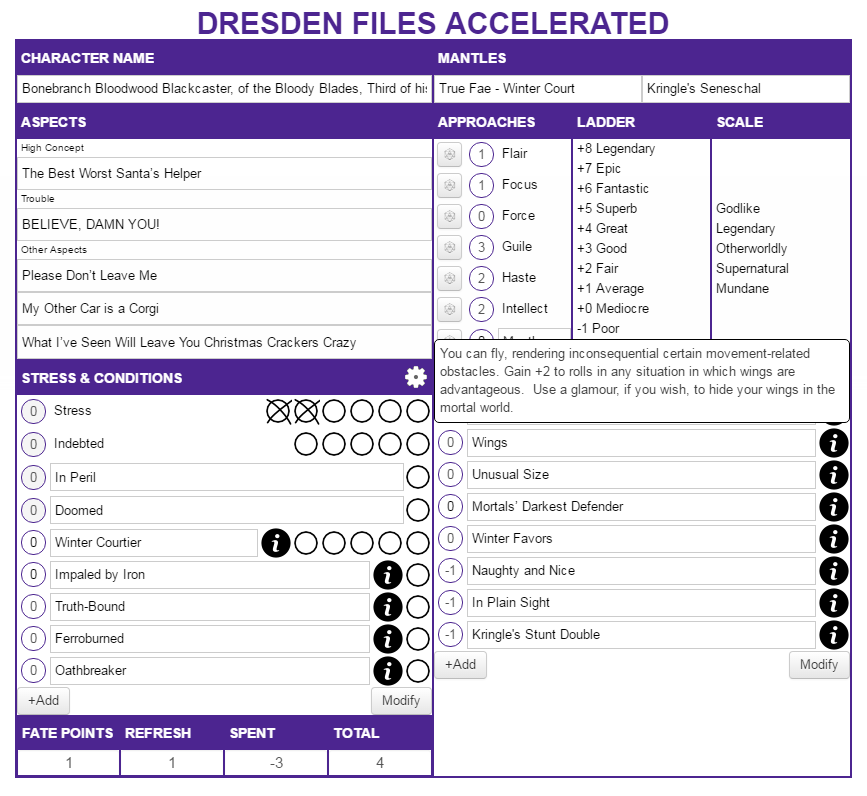 DRESDEN FILES ACCELERATED
CHARACTER NAME
MANTLES
Bonebranch Bloodwood Blackcaster, of the Bloody Blades, Third of his
True Fae - Winter Court
Kringle's Seneschal
ASPECTS
High Concept
The Best Worst Santa's Helper
Trouble
BELIEVE, DAMN YOU!
Other Aspects
Please Don't Leave Me
My Other Car is a Corgi
What I've Seen Will Leave You Christmas Crackers Crazy
APPROACHES
1 Flair
1 Focus
0 Force
3 Guile
2 Haste
2 Intellect
LADDER
+8 Legendary
+7 Epic
+6 Fantastic
+5 Superb
+4 Great
+3 Good
+2 Fair
+1 Average
+0 Mediocre
-1 Poor
SCALE
Godlike
Legendary
Otherworldly
Supernatural
Mundane
You can fly, rendering inconsequential certain movement-related
obstacles. Gain +2 to rolls in any situation in which wings are
advantageous. Use a glamour, if you wish, to hide your wings in the
mortal world.
STRESS & CONDITIONS
0 Stress
0 Indebted
0 In Peril
0 Doomed
0 Winter Courtier i
0 Impaled by Iron i
0 Truth-Bound i
0 Ferroburned i
0 Oathbreaker i
+Add Modify
0 Wings i
0 Unusual Size i
0 Mortals' Darkest Defender i
0 Winter Favors i
-1 Naughty and Nice i
-1 In Plain Sight i
-1 Kringle's Stunt Double i
+Add Modify
FATE POINTS REFRESH SPENT TOTAL
1 1 -3 4